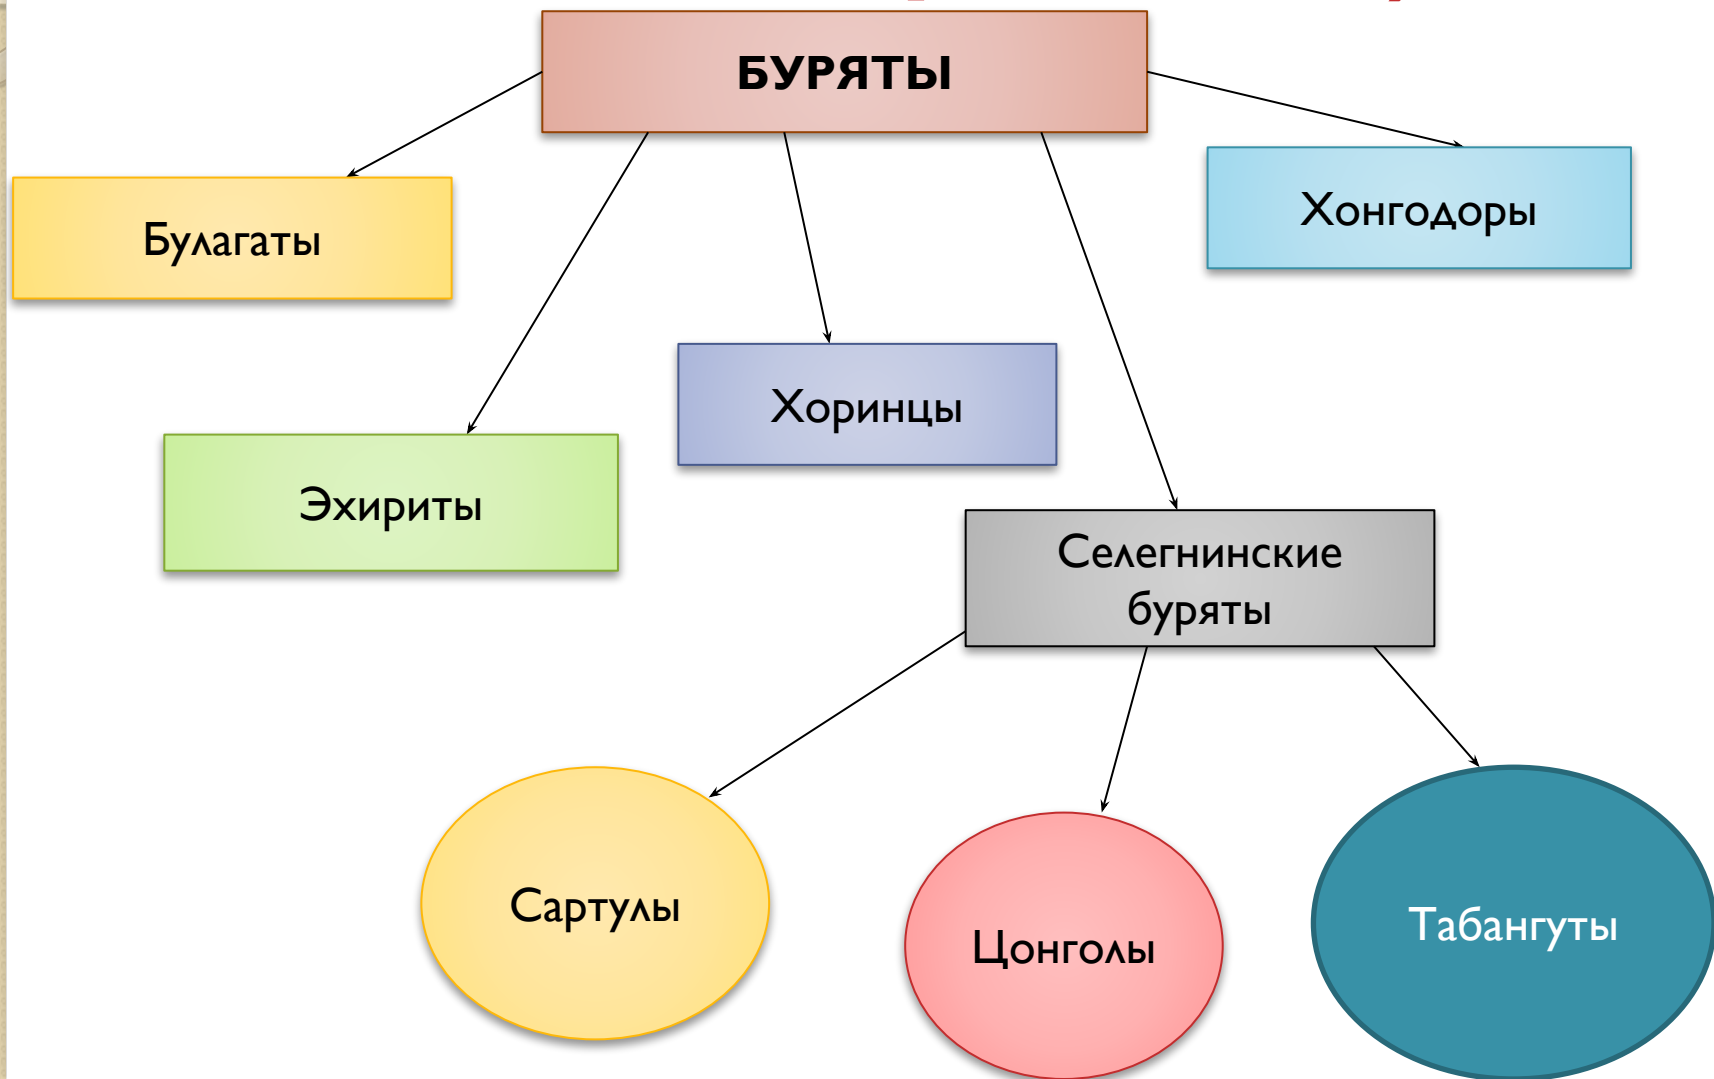 БУРЯТЫ
Булагаты
Хонгодоры
Хоринцы
Эхириты
Селегнинские
буряты
Сартулы
Цонголы
Табангуты